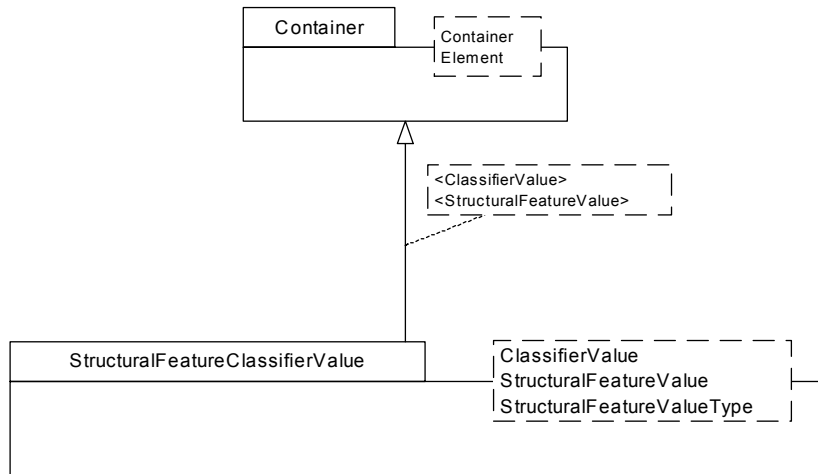 Container
Container
Element
<ClassifierValue>
<StructuralFeatureValue>
StructuralFeatureClassifierValue
ClassifierValue
StructuralFeatureValue
StructuralFeatureValueType